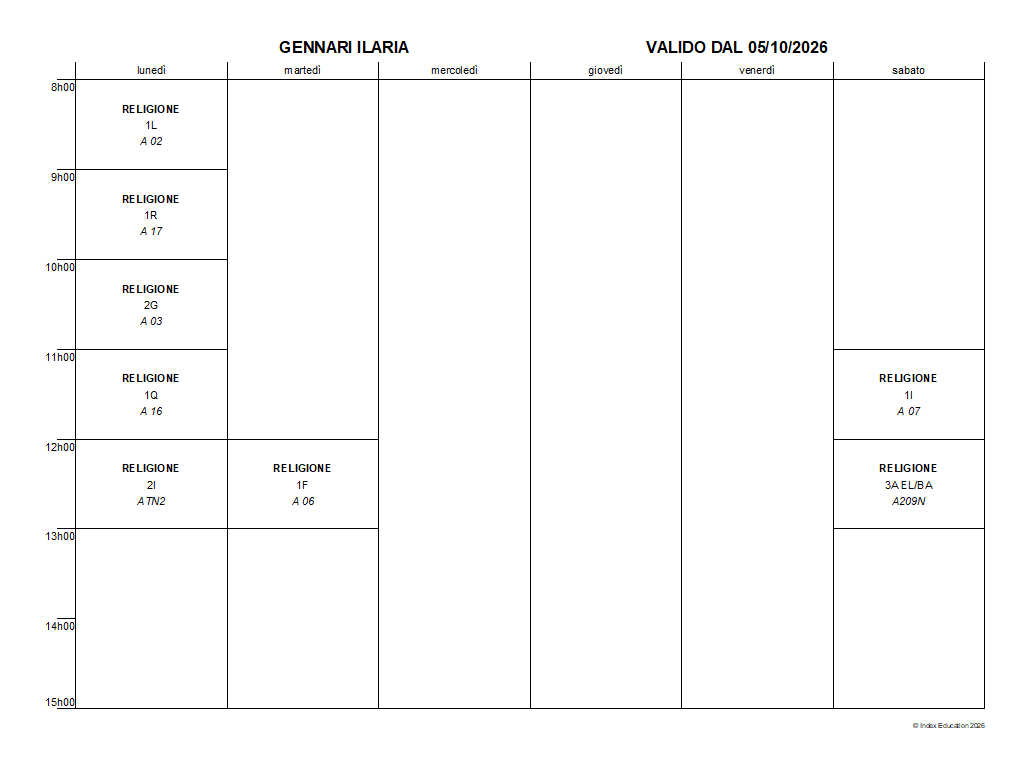 GENNARI ILARIA
VALIDO DAL 05/10/2026
lunedì martedì mercoledì giovedì venerdì sabato
8h00
RELIGIONE
1L
A 02
9h00
RELIGIONE
1R
A 17
10h00
RELIGIONE
2G
A 03
11h00
RELIGIONE
1Q
A 16
RELIGIONE
1I
A 07
12h00
RELIGIONE
2I
ATN2
RELIGIONE
1F
A 06
RELIGIONE
3A EL/BA
A209N
13h00
14h00
15h00
© Index Education 2026